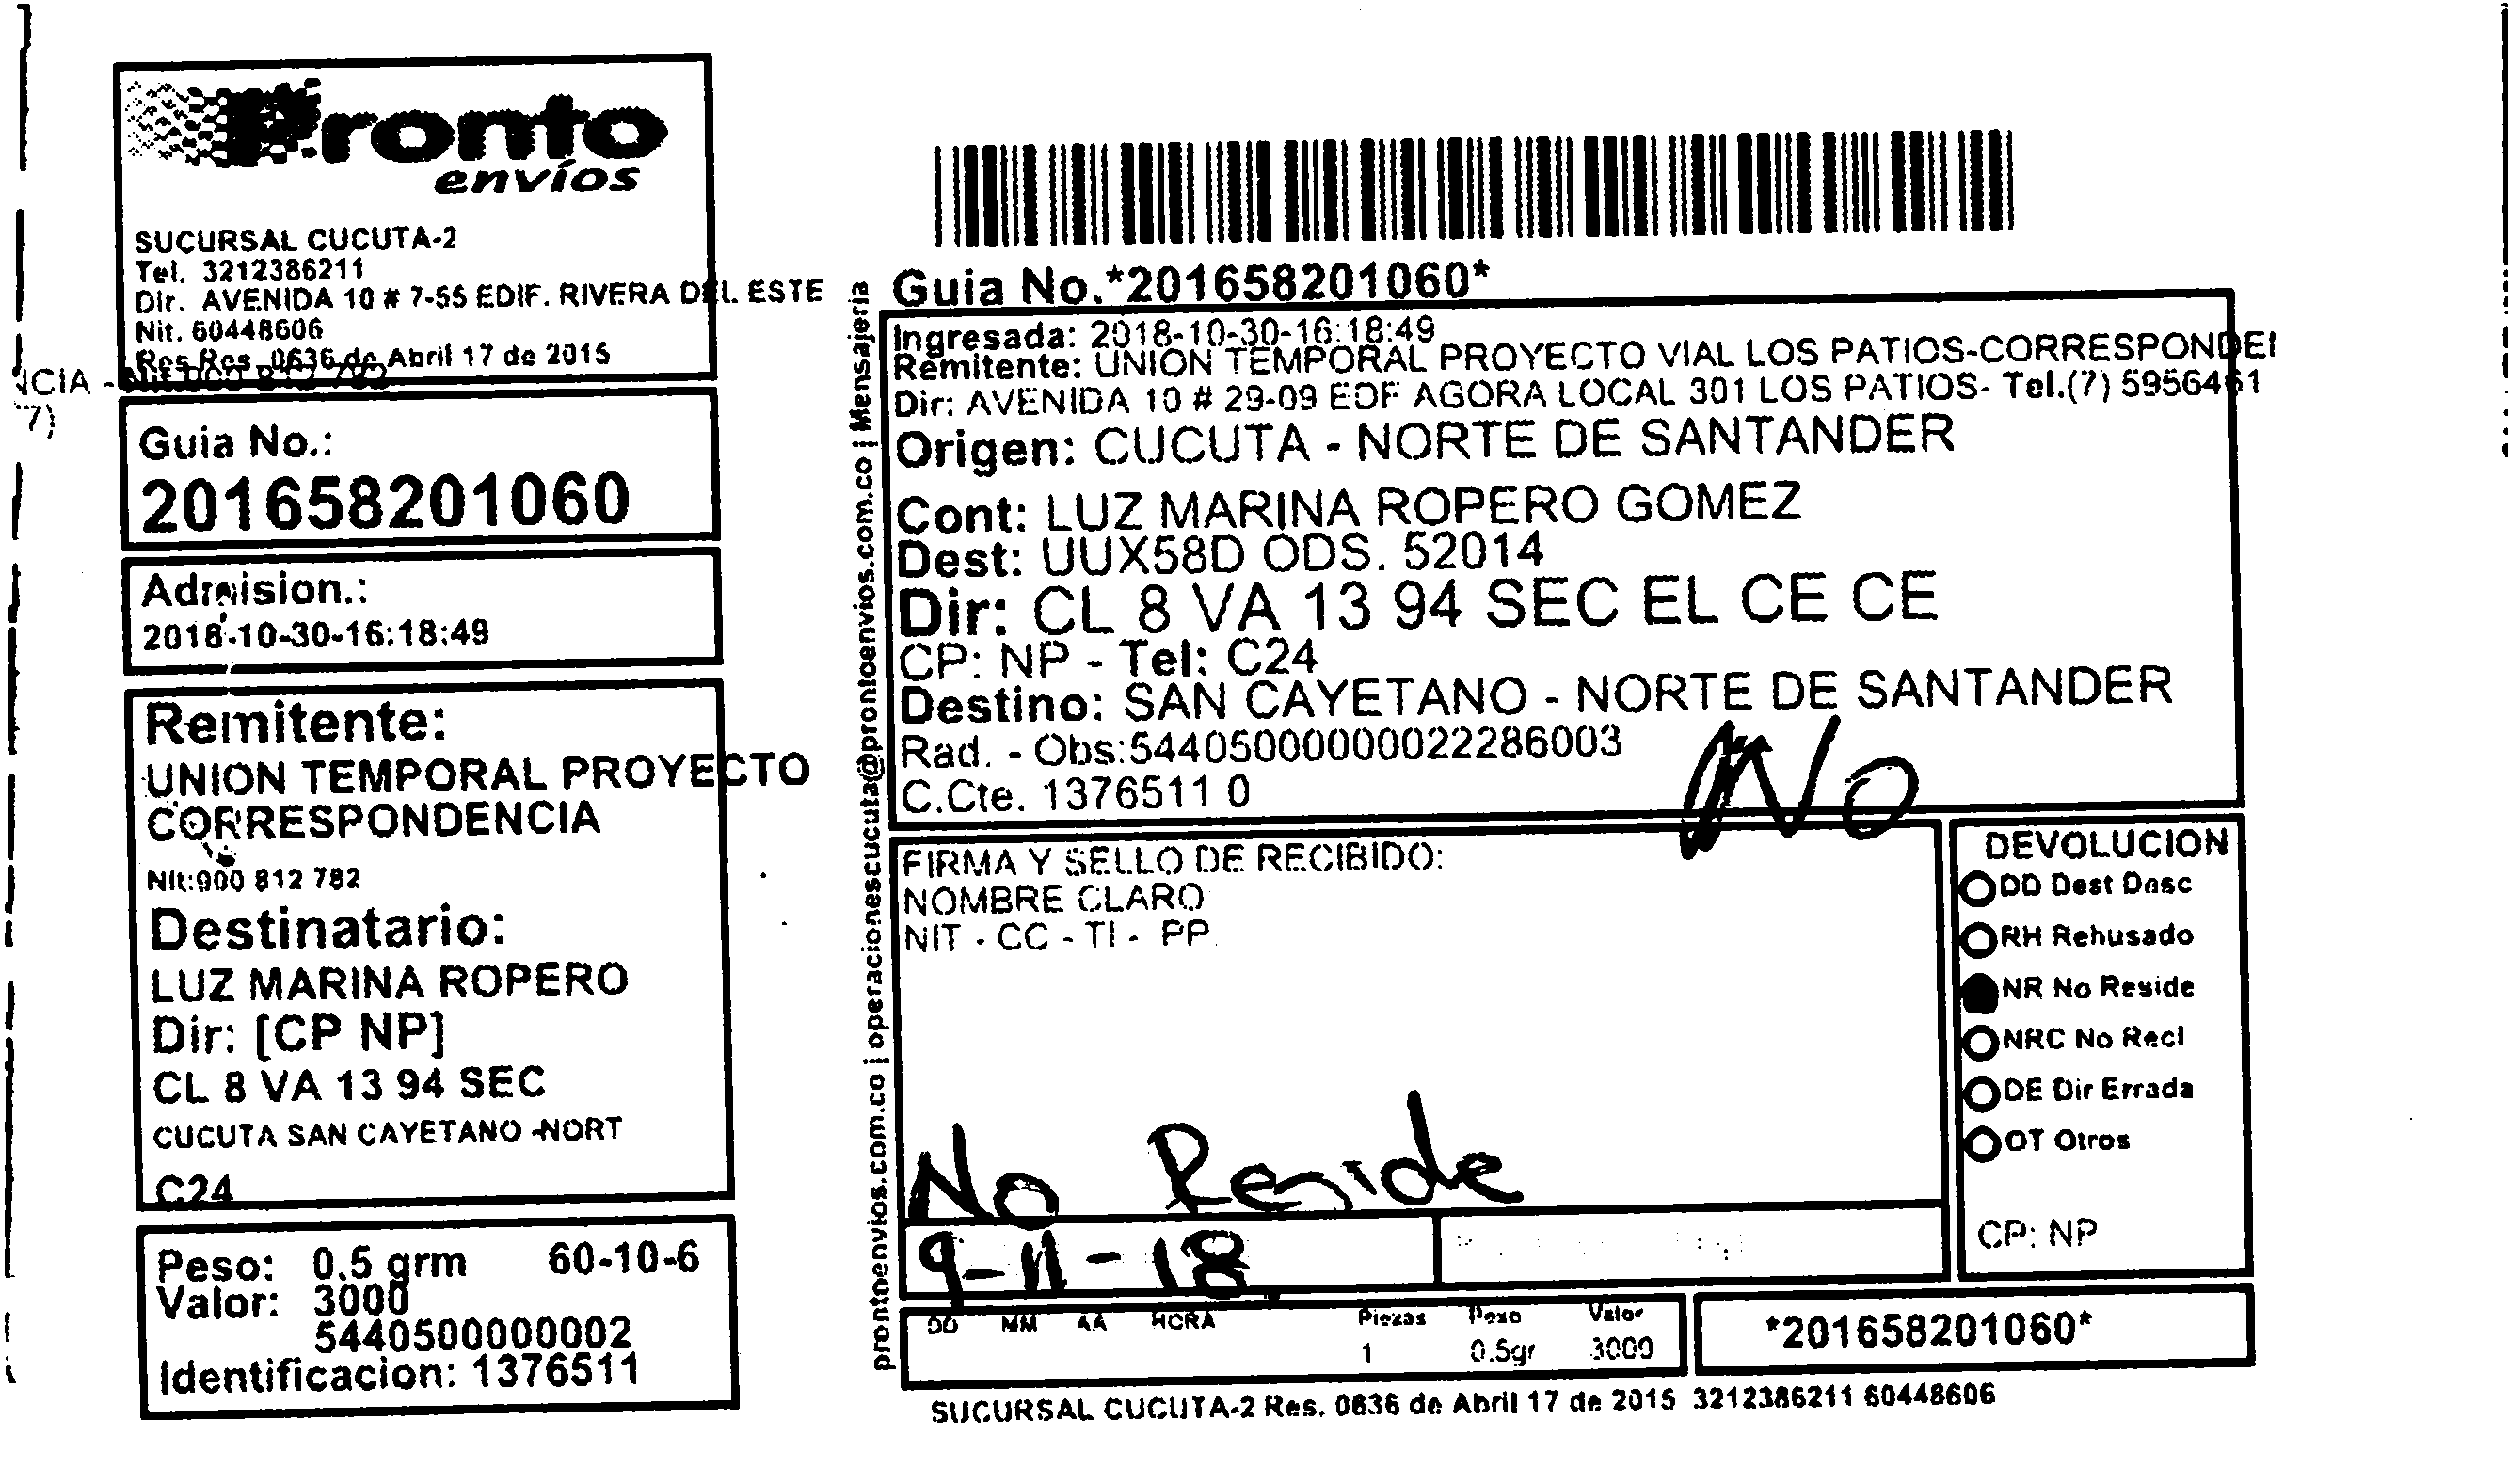 Pronto
envíos
SUCURSAL CUCUTA-2
Tel. 3212386211
Dir. AVENIDA 10 # 7-55 EDIF. RIVERA DEL ESTE
Nit. 60448606
Res Res. 0636 de Abril 17 de 2015
NCIA -
7)
Guia No.:
201658201060
Admision.:
2018-10-30-16:18:49
Remitente:
UNION TEMPORAL PROYECTO
CORRESPONDENCIA
Nit:900 812 782
Destinatario:
LUZ MARINA ROPERO
Dir: [CP NP]
CL 8 VA 13 94 SEC
CUCUTA SAN CAYETANO -NORT
C24
Peso: 0.5 grm 60-10-6
Valor: 3000
5440500000002
Identificacion: 1376511
prontoenvios.com.co | operacionescucuta@prontoenvios.com.co | Mensajeria
Guia No.*201658201060*
Ingresada: 2018-10-30-16:18:49
Remitente: UNION TEMPORAL PROYECTO VIAL LOS PATIOS-CORRESPONDEN
Dir: AVENIDA 10 # 29-09 EDF AGORA LOCAL 301 LOS PATIOS- Tel.(7) 5956461
Origen: CUCUTA - NORTE DE SANTANDER
Cont: LUZ MARINA ROPERO GOMEZ
Dest: UUX58D ODS. 52014
Dir: CL 8 VA 13 94 SEC EL CE CE
CP: NP - Tel: C24
Destino: SAN CAYETANO - NORTE DE SANTANDER
Rad. - Obs:544050000000022286003
C.Cte. 1376511 0
No
FIRMA Y SELLO DE RECIBIDO:
NOMBRE CLARO
NIT - CC - TI - PP
No Reside
9-11-18
DD MM AA HORA Piezas Peso Valor
1 0.5gr 3000
DEVOLUCION
DD Dest Desc
RH Rehusado
NR No Reside
NRC No Recl
DE Dir Errada
OT Otros
CP: NP
*201658201060*
SUCURSAL CUCUTA-2 Res. 0636 de Abril 17 de 2015 3212386211 60448606